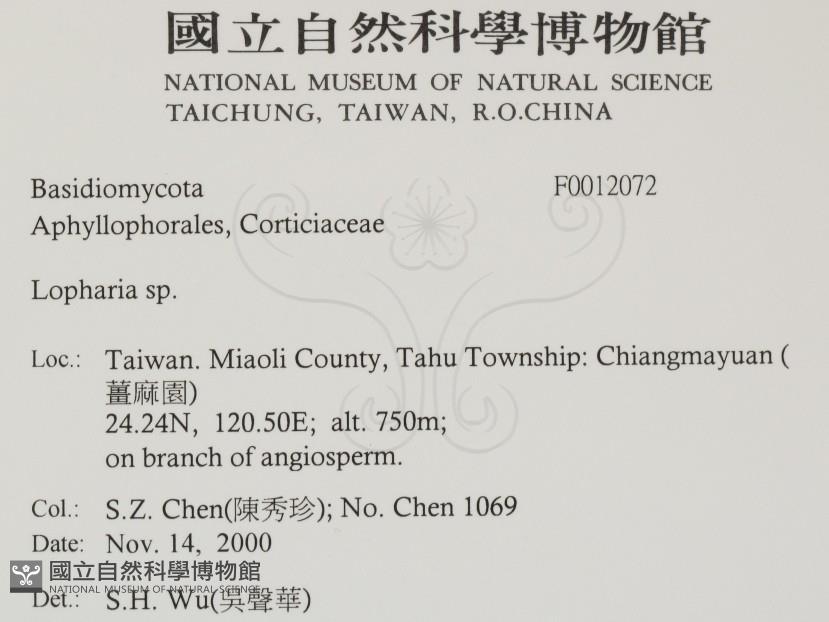 國立自然科學博物館
NATIONAL MUSEUM OF NATURAL SCIENCE
TAICHUNG, TAIWAN, R.O.CHINA
Basidiomycota F0012072
Aphyllophorales, Corticiaceae
Lopharia sp.
Loc.: Taiwan. Miaoli County, Tahu Township: Chiangmayuan (
薑麻園)
24.24N, 120.50E; alt. 750m;
on branch of angiosperm.
Col.: S.Z. Chen(陳秀珍); No. Chen 1069
Date: Nov. 14, 2000
國立自然科學博物館
NATIONAL MUSEUM OF NATURAL SCIENCE
Det.: S.H. Wu(吳聲華)